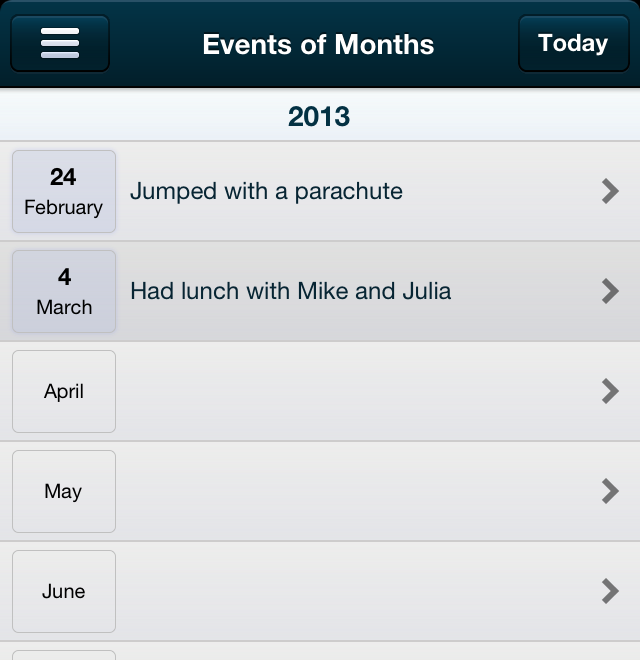 Events of Months
Today
2013
24
February
Jumped with a parachute
4
March
Had lunch with Mike and Julia
April
May
June